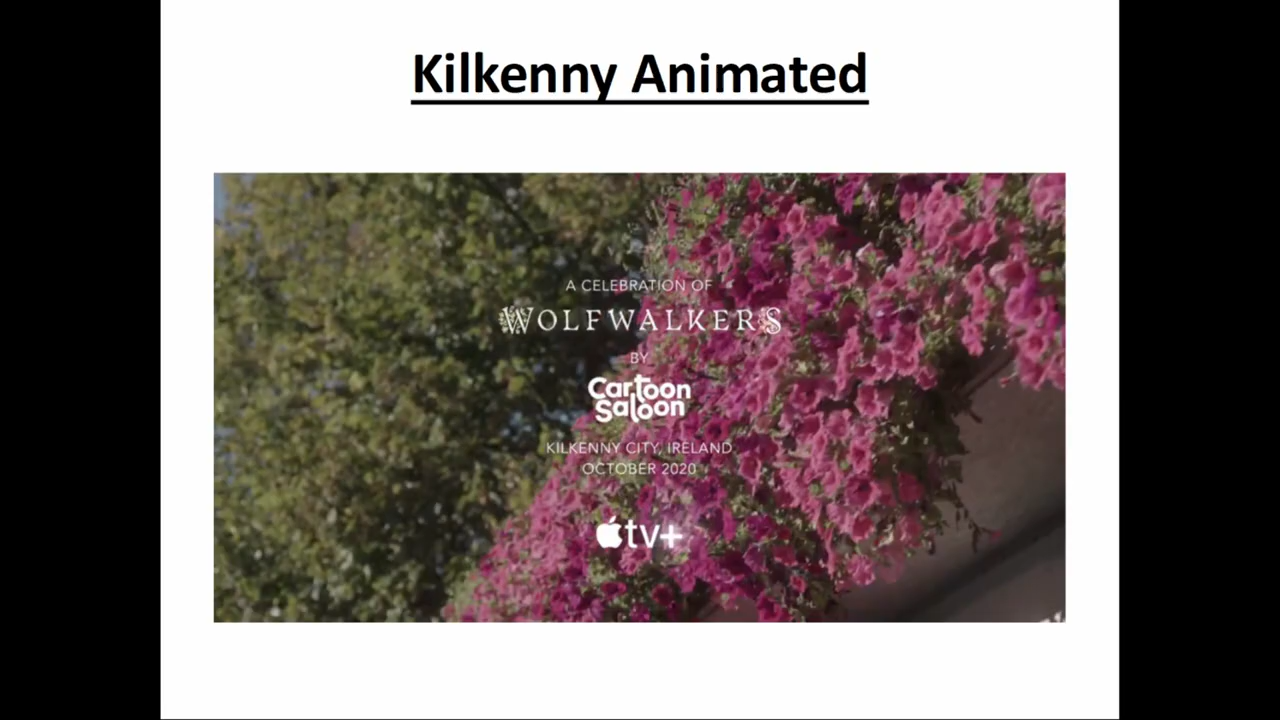 Kilkenny Animated
A CELEBRATION OF
WOLFWALKERS
BY
Cartoon
Saloon
KILKENNY CITY, IRELAND
OCTOBER 2020
tv+